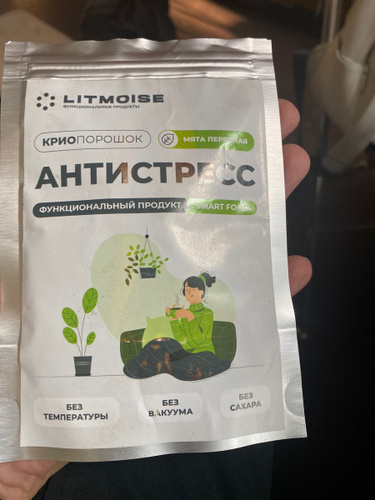 LITMOISE
ФУНКЦИОНАЛЬНЫЕ ПРОДУКТЫ
КРИОПОРОШОК
МЯТА ПЕРЕЧНАЯ
АНТИСТРЕСС
ФУНКЦИОНАЛЬНЫЙ ПРОДУКТ
SMART FOOD
БЕЗ
ТЕМПЕРАТУРЫ
БЕЗ
ВАКУУМА
БЕЗ
САХАРА